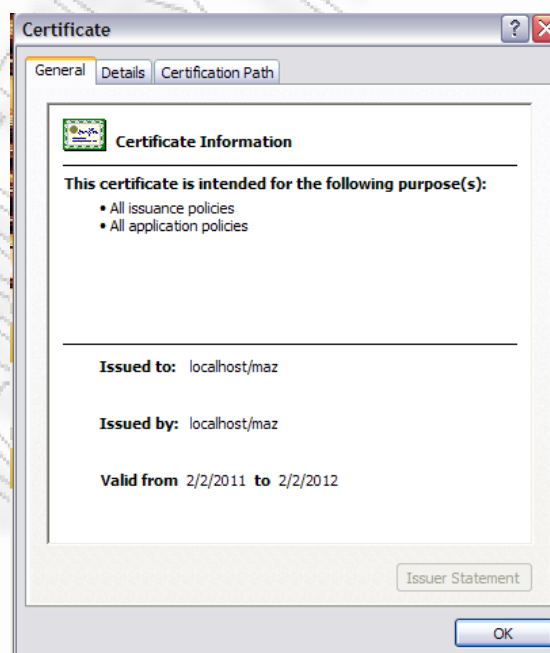 Certificate
?
General Details Certification Path
Certificate Information
This certificate is intended for the following purpose(s):
• All issuance policies
• All application policies
Issued to: localhost/maz
Issued by: localhost/maz
Valid from 2/2/2011 to 2/2/2012
Issuer Statement
OK